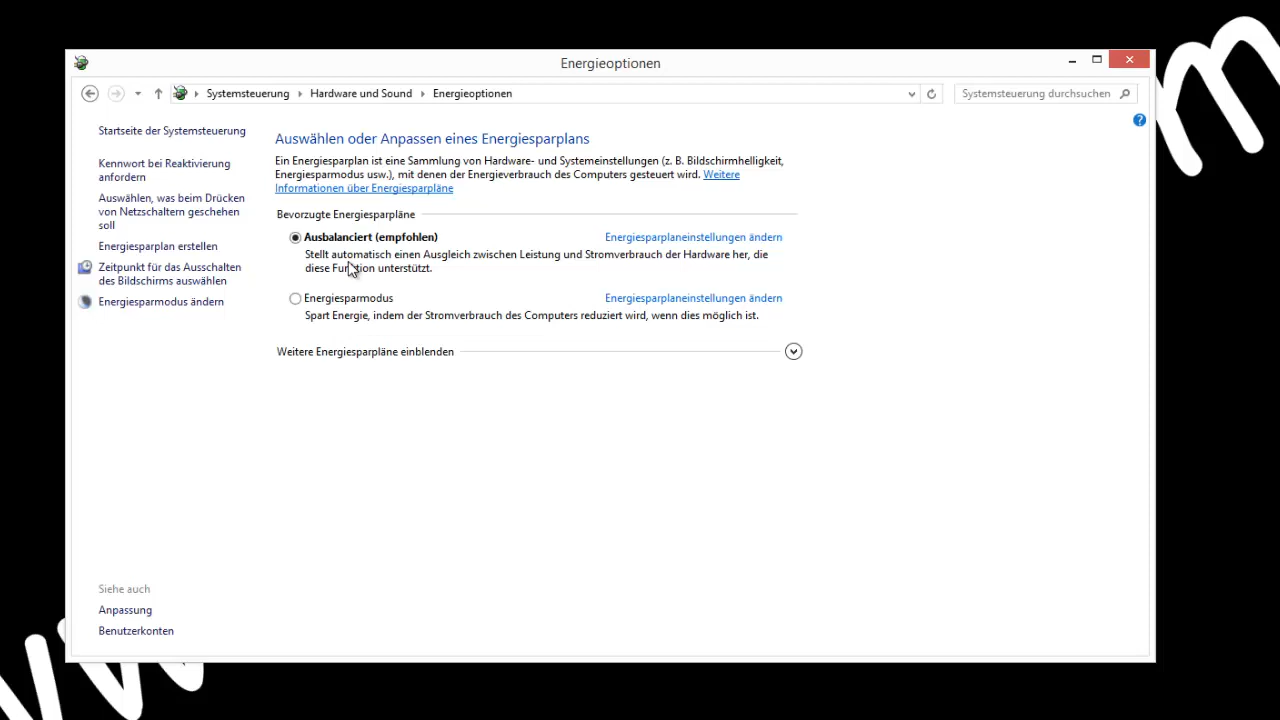 Energieoptionen
Systemsteuerung
Hardware und Sound
Energieoptionen
Systemsteuerung durchsuchen
Startseite der Systemsteuerung
Kennwort bei Reaktivierung
anfordern
Auswählen, was beim Drücken
von Netzschaltern geschehen
soll
Energiesparplan erstellen
Zeitpunkt für das Ausschalten
des Bildschirms auswählen
Energiesparmodus ändern
Auswählen oder Anpassen eines Energiesparplans
Ein Energiesparplan ist eine Sammlung von Hardware- und Systemeinstellungen (z. B. Bildschirmhelligkeit,
Energiesparmodus usw.), mit denen der Energieverbrauch des Computers gesteuert wird. Weitere
Informationen über Energiesparpläne
Bevorzugte Energiesparpläne
Ausbalanciert (empfohlen)
Energiesparplaneinstellungen ändern
Stellt automatisch einen Ausgleich zwischen Leistung und Stromverbrauch der Hardware her, die
diese Funktion unterstützt.
Energiesparmodus
Energiesparplaneinstellungen ändern
Spart Energie, indem der Stromverbrauch des Computers reduziert wird, wenn dies möglich ist.
Weitere Energiesparpläne einblenden
Siehe auch
Anpassung
Benutzerkonten